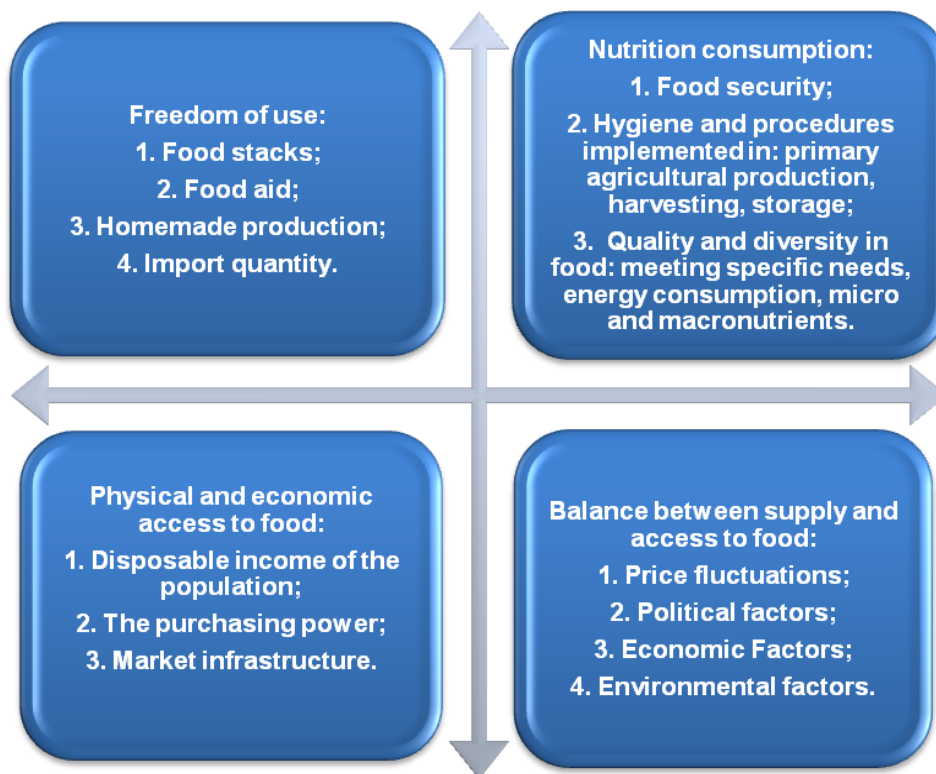 Freedom of use:
1. Food stacks;
2. Food aid;
3. Homemade production;
4. Import quantity.
Nutrition consumption:
1. Food security;
2. Hygiene and procedures
implemented in: primary
agricultural production,
harvesting, storage;
3. Quality and diversity in
food: meeting specific needs,
energy consumption, micro
and macronutrients.
Physical and economic
access to food:
1. Disposable income of the
population;
2. The purchasing power;
3. Market infrastructure.
Balance between supply and
access to food:
1. Price fluctuations;
2. Political factors;
3. Economic Factors;
4. Environmental factors.